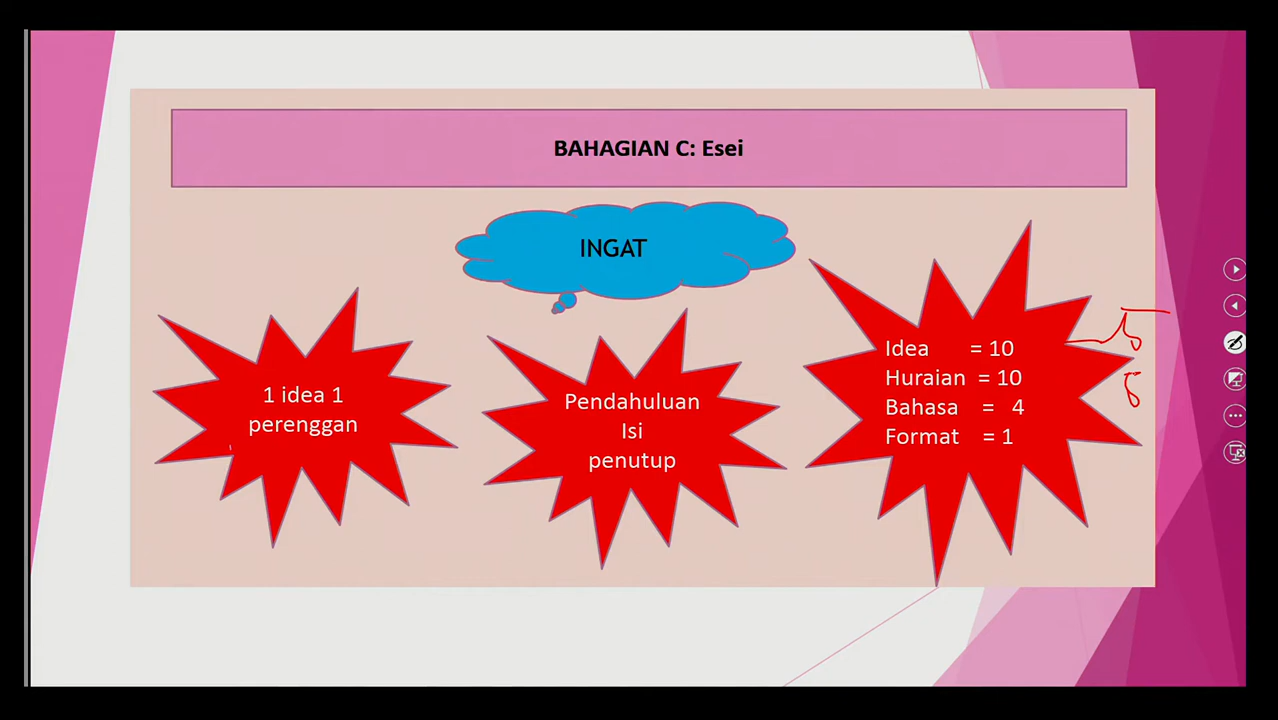 BAHAGIAN C: Esei
INGAT
1 idea 1
perenggan
Pendahuluan
Isi
penutup
Idea = 10
Huraian = 10
Bahasa = 4
Format = 1